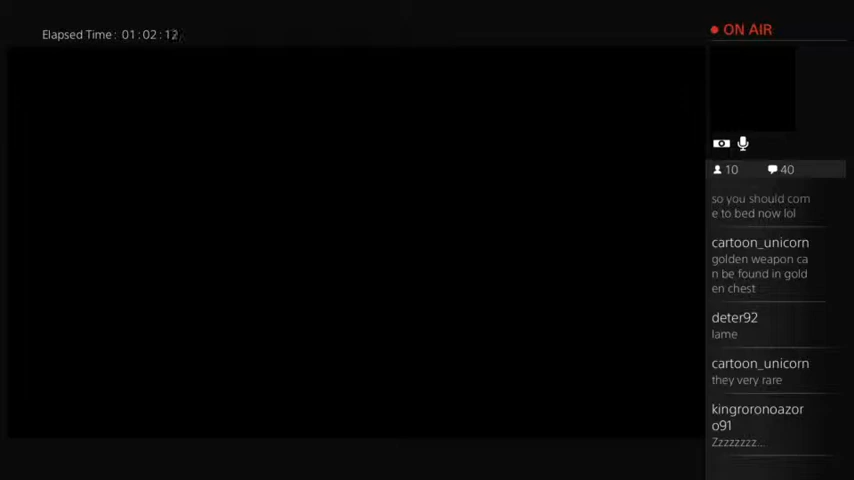 Elapsed Time: 01:02:12
ON AIR
10 40
so you should com
e to bed now lol
cartoon_unicorn
golden weapon ca
n be found in gold
en chest
deter92
lame
cartoon_unicorn
they very rare
kingroronoazor
o91
Zzzzzzzz...